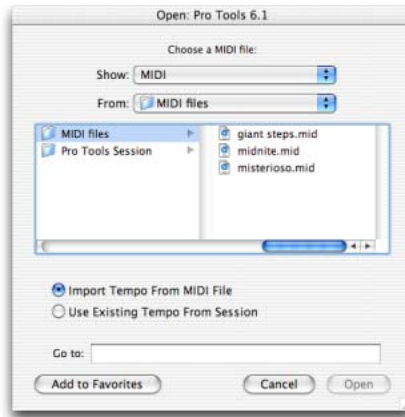 Open: Pro Tools 6.1
Choose a MIDI file:
Show: MIDI
From: MIDI files
MIDI files giant steps.mid
Pro Tools Session midnite.mid
misterioso.mid
Import Tempo From MIDI File
Use Existing Tempo From Session
Go to:
Add to Favorites Cancel Open